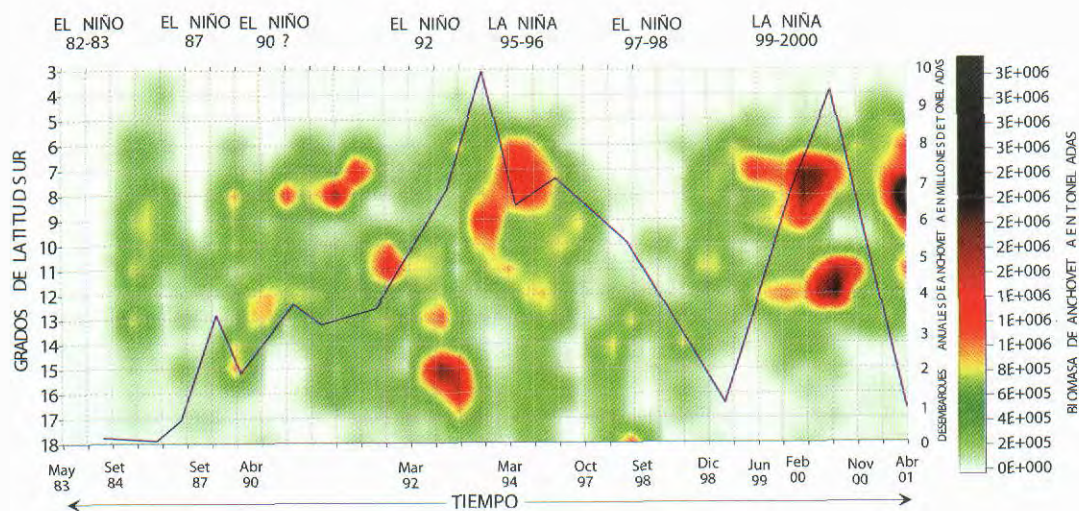 EL NIÑO
82-83
EL NIÑO
87
EL NIÑO
90 ?
EL NIÑO
92
LA NIÑA
95-96
EL NIÑO
97-98
LA NIÑA
99-2000
GRADOS DE LATITUD SUR
3
4
5
6
7
8
9
10
11
12
13
14
15
16
17
18
10
9
8
7
6
5
4
3
2
1
0
DESEMBARQUES ANUALES DE ANCHOVETA EN MILLONES DE TONELADAS
3E+006
3E+006
3E+006
2E+006
2E+006
2E+006
2E+006
2E+006
1E+006
1E+006
1E+006
8E+005
6E+005
4E+005
2E+005
0E+000
BIOMASA DE ANCHOVETA EN TONELADAS
May
83
Set
84
Set
87
Abr
90
Mar
92
Mar
94
Oct
97
Set
98
Dic
98
Jun
99
Feb
00
Nov
00
Abr
01
TIEMPO